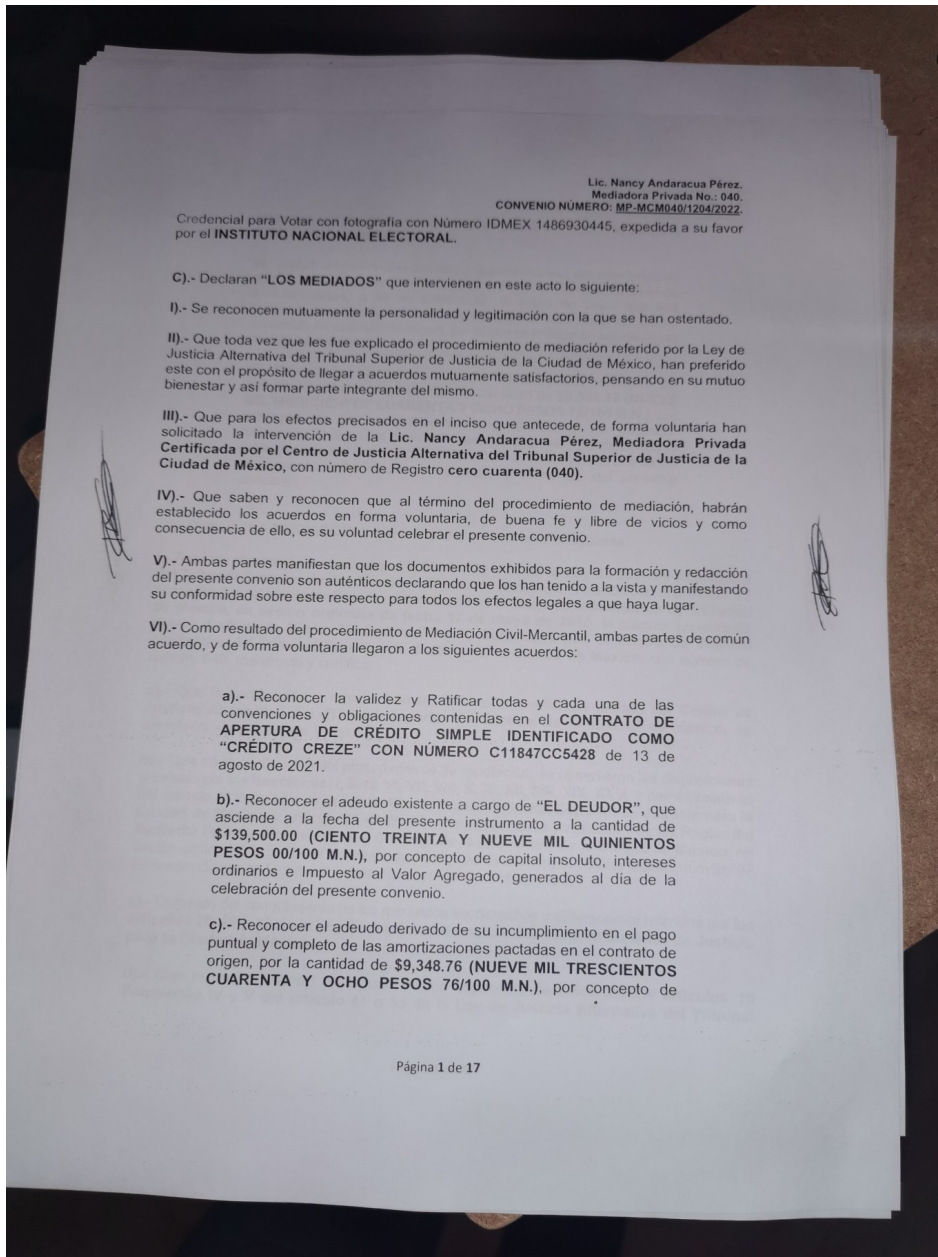 Lic. Nancy Andaracua Pérez.
Mediadora Privada No.: 040.
CONVENIO NÚMERO: MP-MCM040/1204/2022.
Credencial para Votar con fotografía con Número IDMEX 1486930445, expedida a su favor
por el INSTITUTO NACIONAL ELECTORAL.
C).- Declaran “LOS MEDIADOS” que intervienen en este acto lo siguiente:
I).- Se reconocen mutuamente la personalidad y legitimación con la que se han ostentado.
II).- Que toda vez que les fue explicado el procedimiento de mediación referido por la Ley de
Justicia Alternativa del Tribunal Superior de Justicia de la Ciudad de México, han preferido
este con el propósito de llegar a acuerdos mutuamente satisfactorios, pensando en su mutuo
bienestar y así formar parte integrante del mismo.
III).- Que para los efectos precisados en el inciso que antecede, de forma voluntaria han
solicitado la intervención de la Lic. Nancy Andaracua Pérez, Mediadora Privada
Certificada por el Centro de Justicia Alternativa del Tribunal Superior de Justicia de la
Ciudad de México, con número de Registro cero cuarenta (040).
IV).- Que saben y reconocen que al término del procedimiento de mediación, habrán
establecido los acuerdos en forma voluntaria, de buena fe y libre de vicios y como
consecuencia de ello, es su voluntad celebrar el presente convenio.
V).- Ambas partes manifiestan que los documentos exhibidos para la formación y redacción
del presente convenio son auténticos declarando que los han tenido a la vista y manifestando
su conformidad sobre este respecto para todos los efectos legales a que haya lugar.
VI).- Como resultado del procedimiento de Mediación Civil-Mercantil, ambas partes de común
acuerdo, y de forma voluntaria llegaron a los siguientes acuerdos:
a).- Reconocer la validez y Ratificar todas y cada una de las
convenciones y obligaciones contenidas en el CONTRATO DE
APERTURA DE CRÉDITO SIMPLE IDENTIFICADO COMO
“CRÉDITO CREZE” CON NÚMERO C11847CC5428 de 13 de
agosto de 2021.
b).- Reconocer el adeudo existente a cargo de “EL DEUDOR”, que
asciende a la fecha del presente instrumento a la cantidad de
$139,500.00 (CIENTO TREINTA Y NUEVE MIL QUINIENTOS
PESOS 00/100 M.N.), por concepto de capital insoluto, intereses
ordinarios e Impuesto al Valor Agregado, generados al día de la
celebración del presente convenio.
c).- Reconocer el adeudo derivado de su incumplimiento en el pago
puntual y completo de las amortizaciones pactadas en el contrato de
origen, por la cantidad de $9,348.76 (NUEVE MIL TRESCIENTOS
CUARENTA Y OCHO PESOS 76/100 M.N.), por concepto de
Página 1 de 17